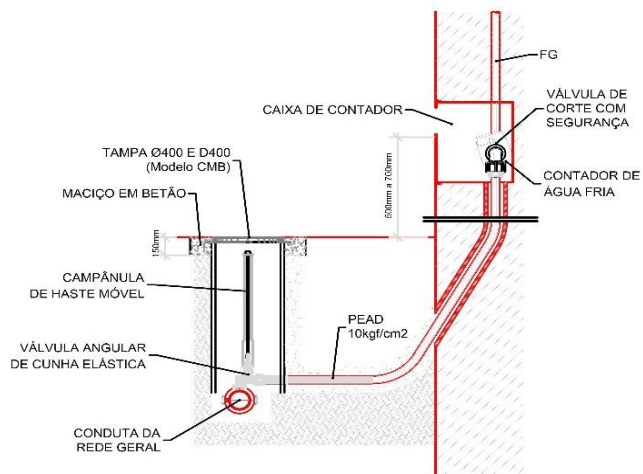 FG
VÁLVULA DE
CORTE COM
SEGURANÇA
CAIXA DE CONTADOR
CONTADOR DE
ÁGUA FRIA
TAMPA Ø400 E D400
(Modelo CMB)
MACIÇO EM BETÃO
500mm a 700mm
150mm
CAMPÂNULA
DE HASTE MÓVEL
PEAD
10kgf/cm2
VÁLVULA ANGULAR
DE CUNHA ELÁSTICA
CONDUTA DA
REDE GERAL